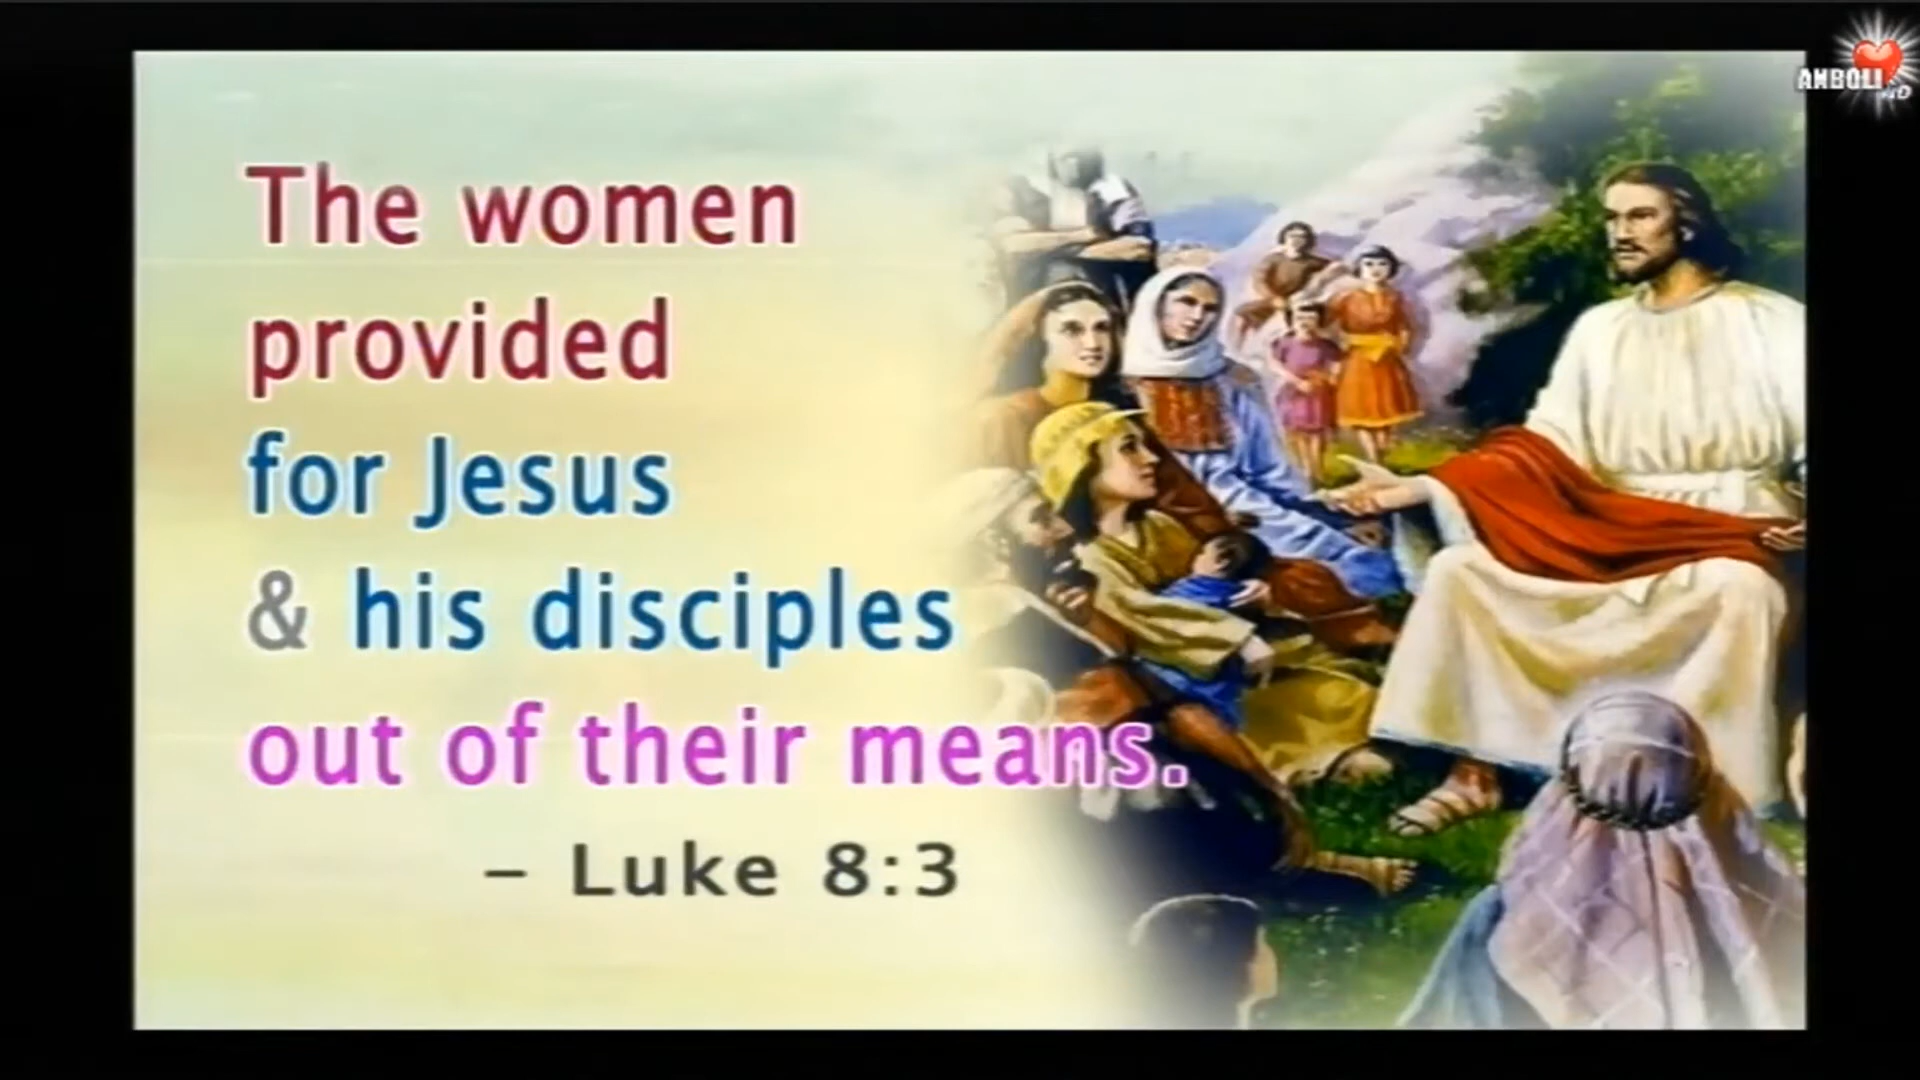 The women
provided
for Jesus
& his disciples
out of their means.
– Luke 8:3
ANBOLI
HD